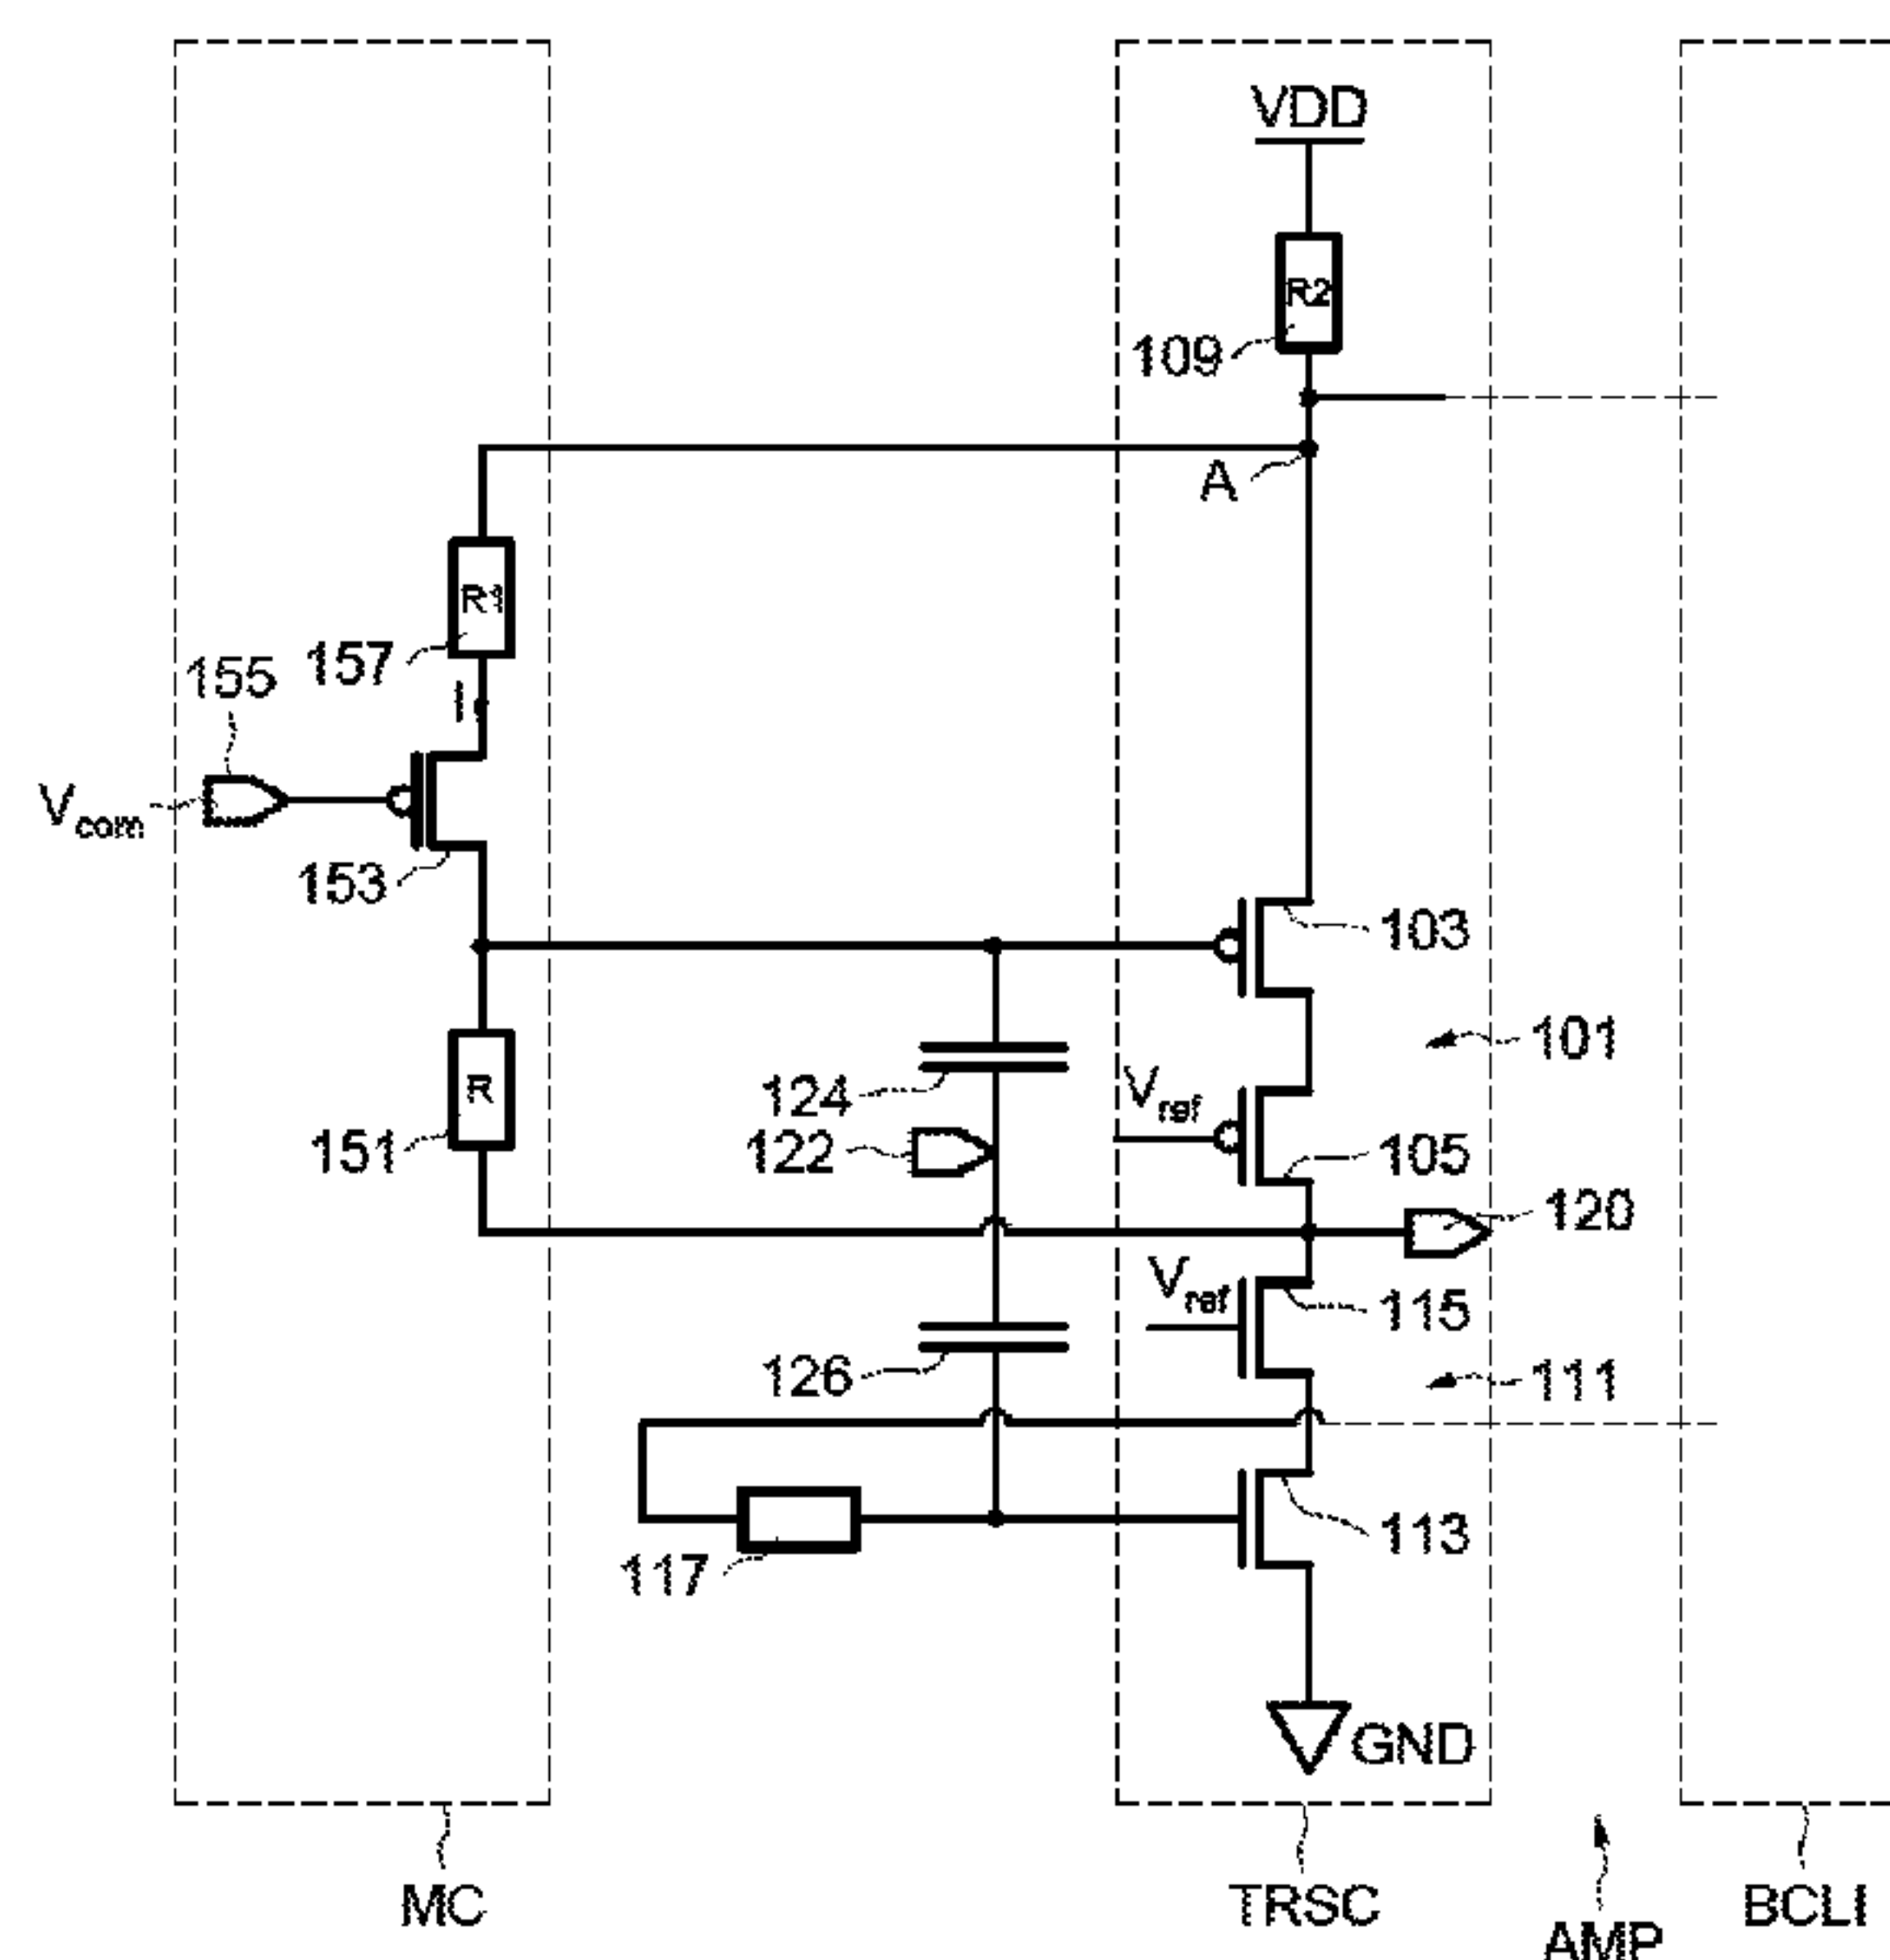 VDD
R2
109
A
R1
157
155
I
Vcom
153
103
101
124
Vref
R
151
122
105
120
Vref
115
126
111
117
113
GND
MC
TRSC
BCLI
AMP